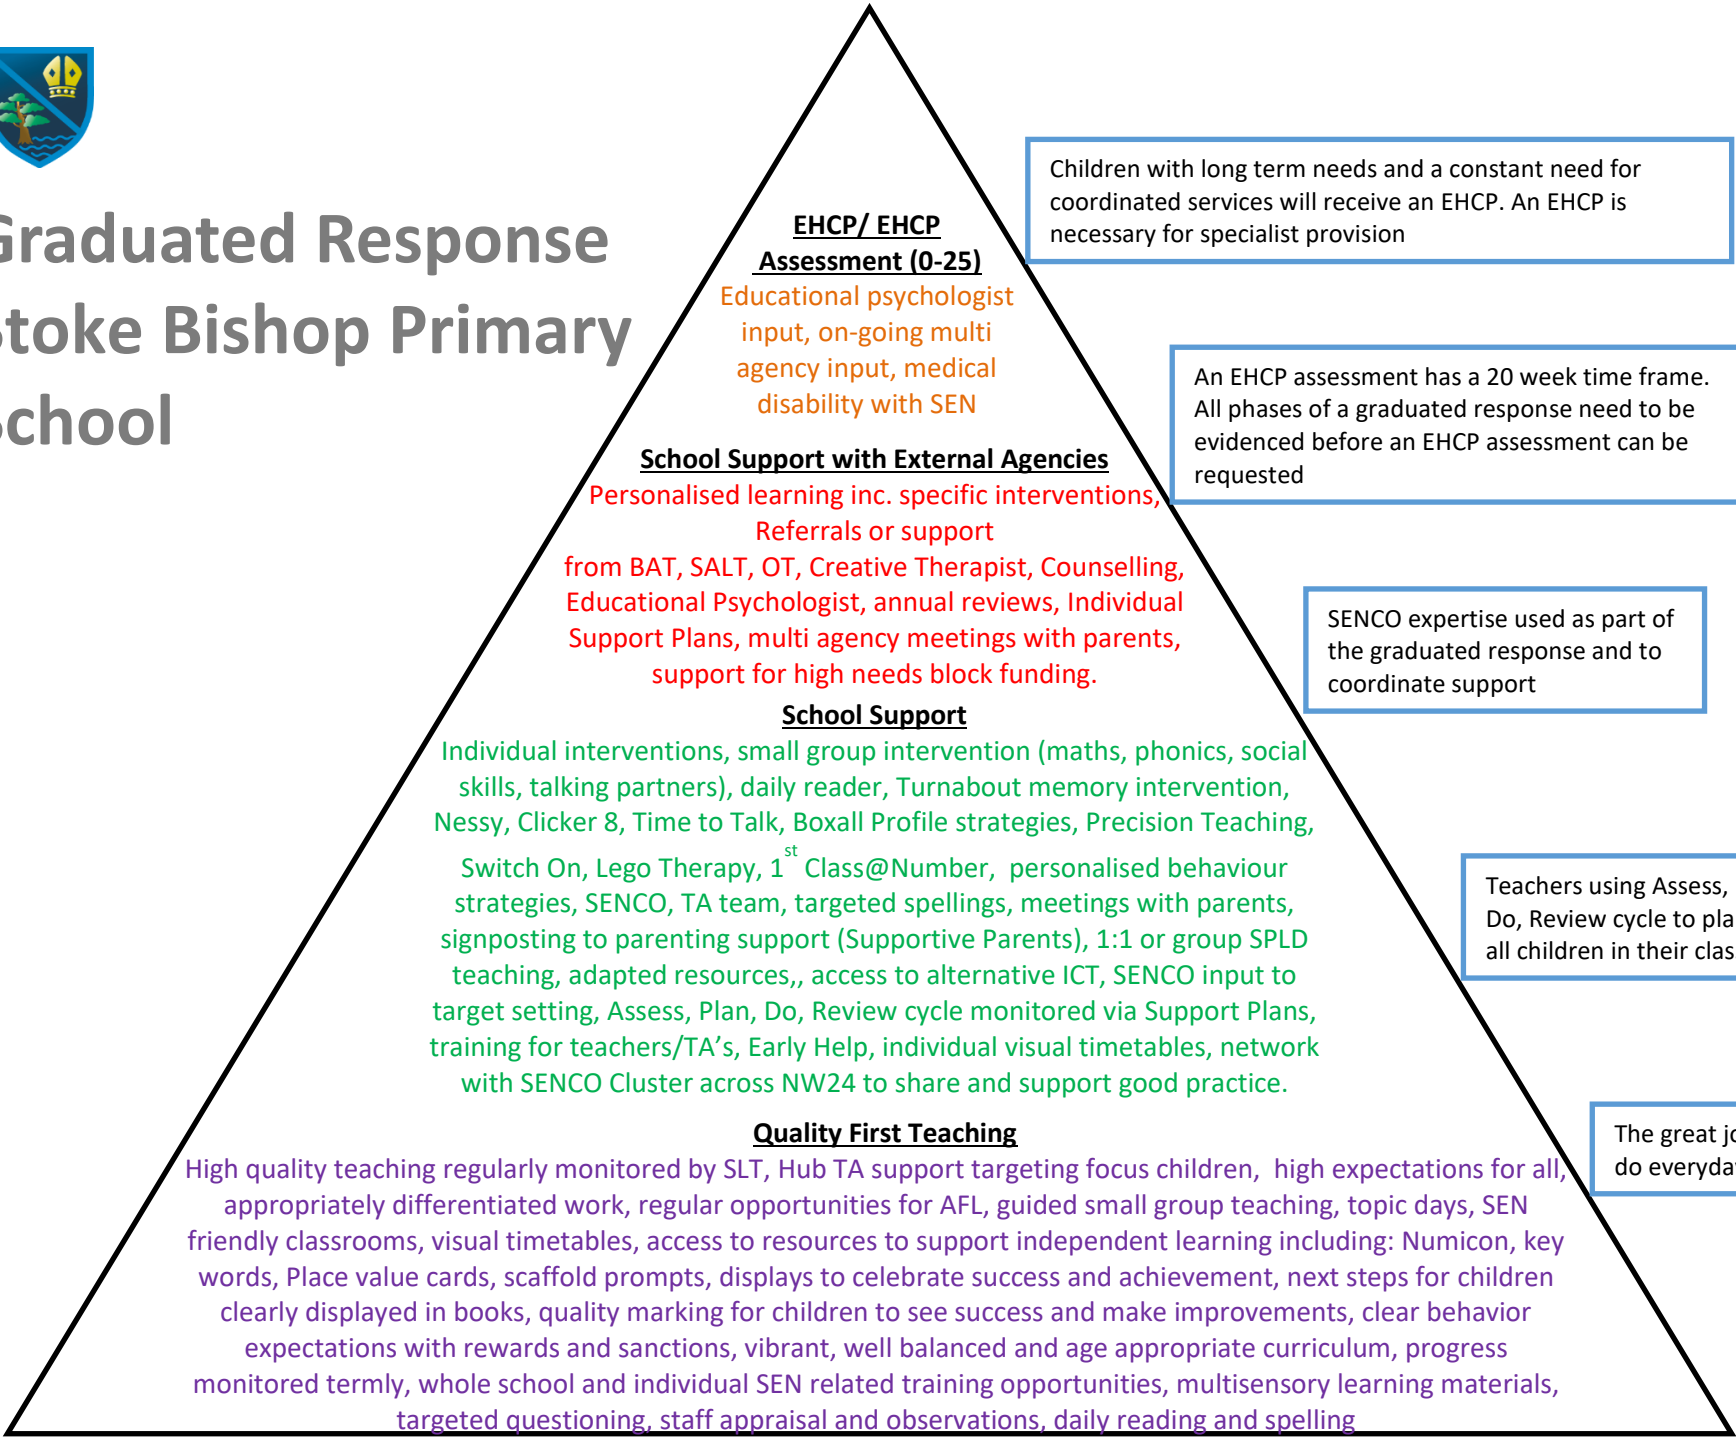 Graduated Response
Stoke Bishop Primary
School
Children with long term needs and a constant need for
coordinated services will receive an EHCP. An EHCP is
necessary for specialist provision
EHCP/ EHCP
Assessment (0-25)
Educational psychologist
input, on-going multi
agency input, medical
disability with SEN
An EHCP assessment has a 20 week time frame.
All phases of a graduated response need to be
evidenced before an EHCP assessment can be
requested
School Support with External Agencies
Personalised learning inc. specific interventions,
Referrals or support
from BAT, SALT, OT, Creative Therapist, Counselling,
Educational Psychologist, annual reviews, Individual
Support Plans, multi agency meetings with parents,
support for high needs block funding.
SENCO expertise used as part of
the graduated response and to
coordinate support
School Support
Individual interventions, small group intervention (maths, phonics, social
skills, talking partners), daily reader, Turnabout memory intervention,
Nessy, Clicker 8, Time to Talk, Boxall Profile strategies, Precision Teaching,
Switch On, Lego Therapy, 1st Class@Number, personalised behaviour
strategies, SENCO, TA team, targeted spellings, meetings with parents,
signposting to parenting support (Supportive Parents), 1:1 or group SPLD
teaching, adapted resources,, access to alternative ICT, SENCO input to
target setting, Assess, Plan, Do, Review cycle monitored via Support Plans,
training for teachers/TA’s, Early Help, individual visual timetables, network
with SENCO Cluster across NW24 to share and support good practice.
Teachers using Assess,
Do, Review cycle to
all children in their
Quality First Teaching
High quality teaching regularly monitored by SLT, Hub TA support targeting focus children, high expectations for all,
appropriately differentiated work, regular opportunities for AFL, guided small group teaching, topic days, SEN
friendly classrooms, visual timetables, access to resources to support independent learning including: Numicon, key
words, Place value cards, scaffold prompts, displays to celebrate success and achievement, next steps for children
clearly displayed in books, quality marking for children to see success and make improvements, clear behavior
expectations with rewards and sanctions, vibrant, well balanced and age appropriate curriculum, progress
monitored termly, whole school and individual SEN related training opportunities, multisensory learning materials,
targeted questioning, staff appraisal and observations, daily reading and spelling
The great
do everyday